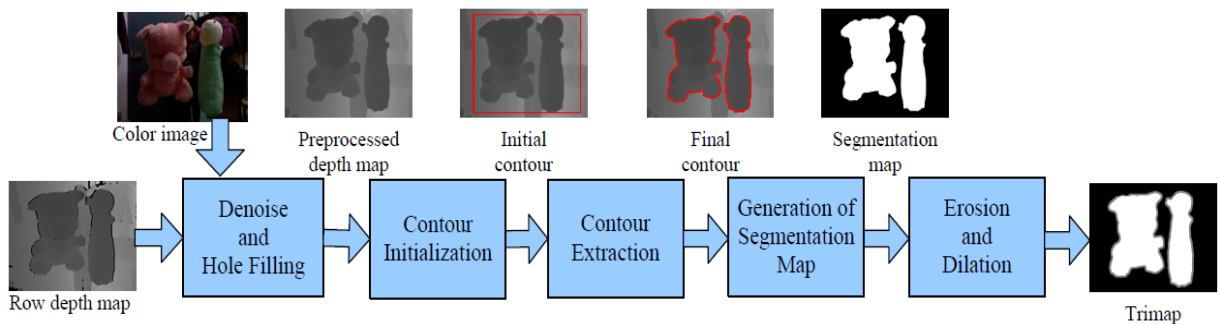 Color image
Preprocessed
depth map
Initial
contour
Final
contour
Segmentation
map
Row depth map
Denoise
and
Hole Filling
Contour
Initialization
Contour
Extraction
Generation of
Segmentation
Map
Erosion
and
Dilation
Trimap